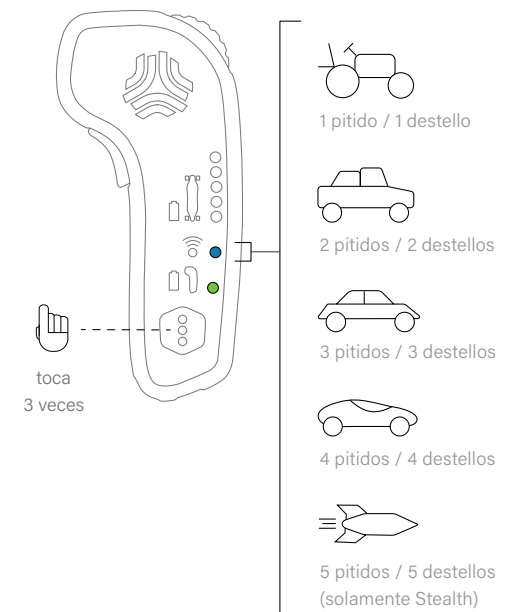 1 pitido / 1 destello
2 pitidos / 2 destellos
3 pitidos / 3 destellos
toca
3 veces
4 pitidos / 4 destellos
5 pitidos / 5 destellos
(solamente Stealth)